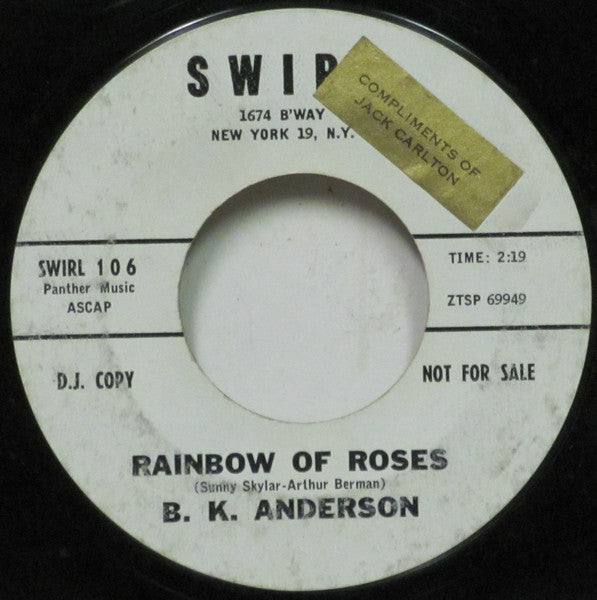 SWIR
1674 B'WAY
NEW YORK 19, N.Y.
COMPLIMENTS OF
JACK CARLTON
SWIRL 106
Panther Music
ASCAP
TIME: 2:19
ZTSP 69949
D.J. COPY
NOT FOR SALE
RAINBOW OF ROSES
(Sunny Skylar-Arthur Berman)
B. K. ANDERSON